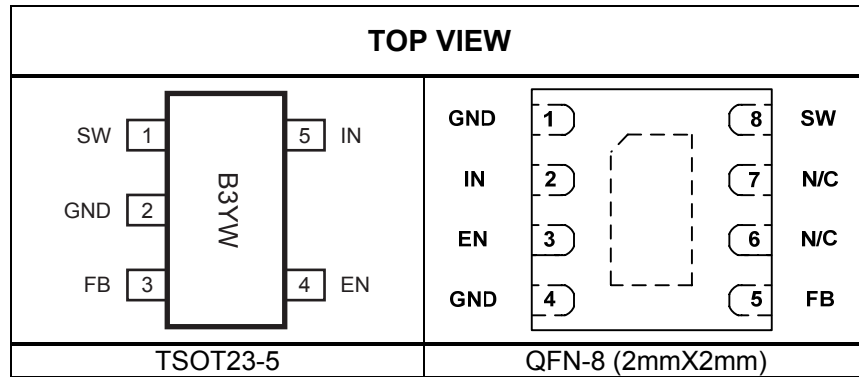 TOP VIEW
SW 1 5 IN
GND 2
FB 3 4 EN
B3YW
TSOT23-5
GND 1 8 SW
IN 2 7 N/C
EN 3 6 N/C
GND 4 5 FB
QFN-8 (2mmX2mm)